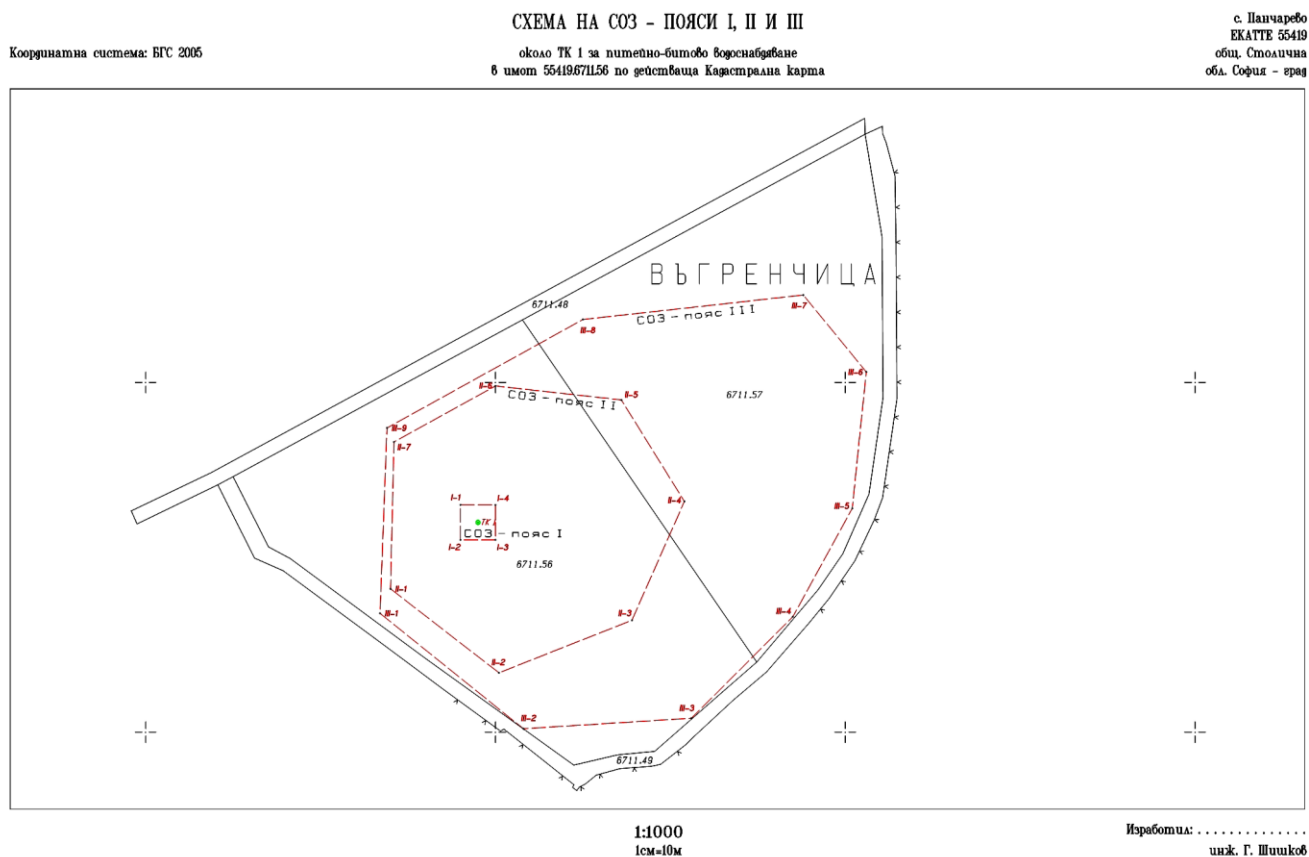 СХЕМА НА СОЗ - ПОЯСИ I, II И III
Координатна система: БГС 2005
около ТК 1 за питейно-битово водоснабдяване
в имот 55419.6711.56 по действаща Кадастрална карта
с. Панчарево
ЕКАТТЕ 55419
общ. Столична
обл. София - град
ВЪГРЕНЧИЦА
6711.48
III-7
СОЗ-пояс III
III-8
III-6
II-6
II-5
СОЗ-пояс II
6711.57
III-9
II-7
I-1
I-4
II-4
III-5
ТК 1
СОЗ-пояс I
I-2
I-3
6711.56
II-1
III-1
II-3
III-4
II-2
III-2
III-3
6711.49
1:1000
1см=10м
Изработил: . . . . . . . . . . . . . .
инж. Г. Шишков